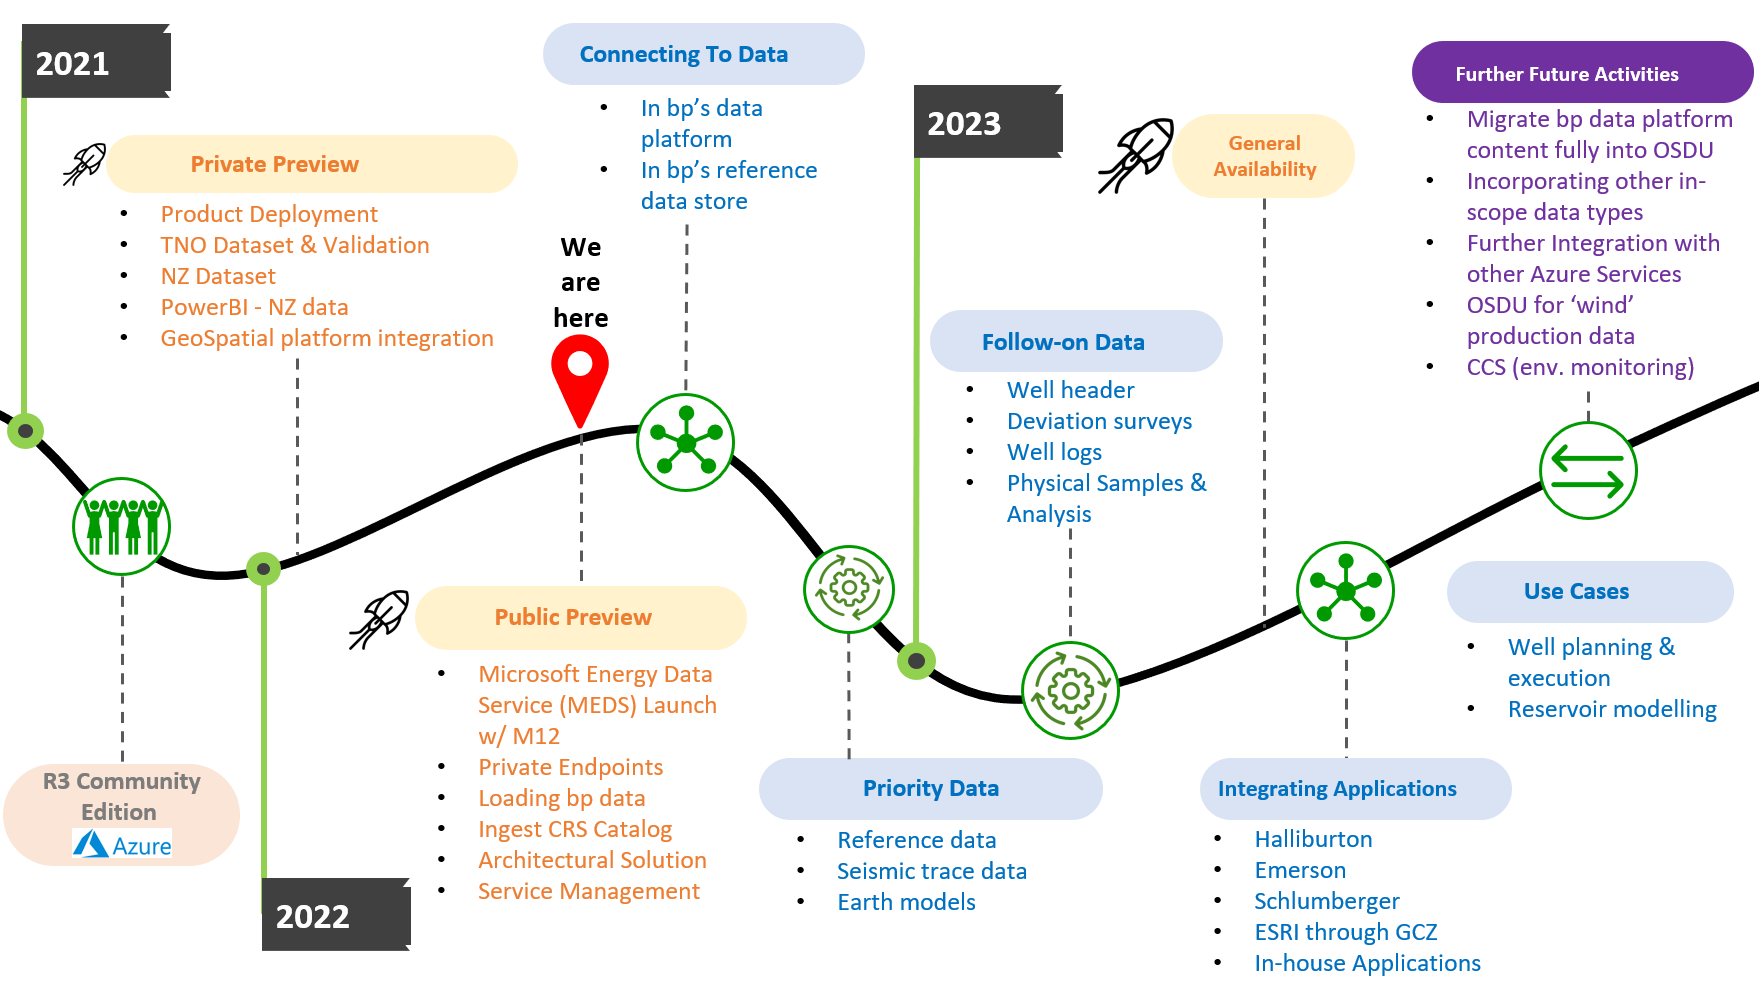 2021
Private Preview
Product Deployment
TNO Dataset & Validation
NZ Dataset
PowerBI - NZ data
GeoSpatial platform integration
Connecting To Data
In bp’s data
platform
In bp’s reference
data store
We
are
here
2023
General
Availability
Further Future Activities
Migrate bp data platform
content fully into OSDU
Incorporating other in-
scope data types
Further Integration with
other Azure Services
OSDU for ‘wind’
production data
CCS (env. monitoring)
Follow-on Data
Well header
Deviation surveys
Well logs
Physical Samples &
Analysis
R3 Community
Edition
Azure
2022
Public Preview
Microsoft Energy Data
Service (MEDS) Launch
w/ M12
Private Endpoints
Loading bp data
Ingest CRS Catalog
Architectural Solution
Service Management
Priority Data
Reference data
Seismic trace data
Earth models
Integrating Applications
Halliburton
Emerson
Schlumberger
ESRI through GCZ
In-house Applications
Use Cases
Well planning &
execution
Reservoir modelling